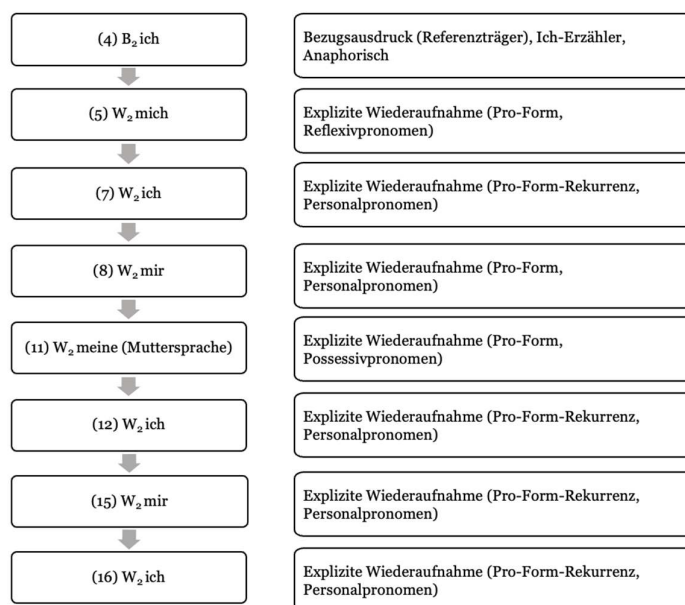 (4) B₂ ich
Bezugsausdruck (Referenzträger), Ich-Erzähler,
Anaphorisch
(5) W₂ mich
Explizite Wiederaufnahme (Pro-Form,
Reflexivpronomen)
(7) W₂ ich
Explizite Wiederaufnahme (Pro-Form-Rekurrenz,
Personalpronomen)
(8) W₂ mir
Explizite Wiederaufnahme (Pro-Form,
Personalpronomen)
(11) W₂ meine (Muttersprache)
Explizite Wiederaufnahme (Pro-Form,
Possessivpronomen)
(12) W₂ ich
Explizite Wiederaufnahme (Pro-Form-Rekurrenz,
Personalpronomen)
(15) W₂ mir
Explizite Wiederaufnahme (Pro-Form-Rekurrenz,
Personalpronomen)
(16) W₂ ich
Explizite Wiederaufnahme (Pro-Form-Rekurrenz,
Personalpronomen)